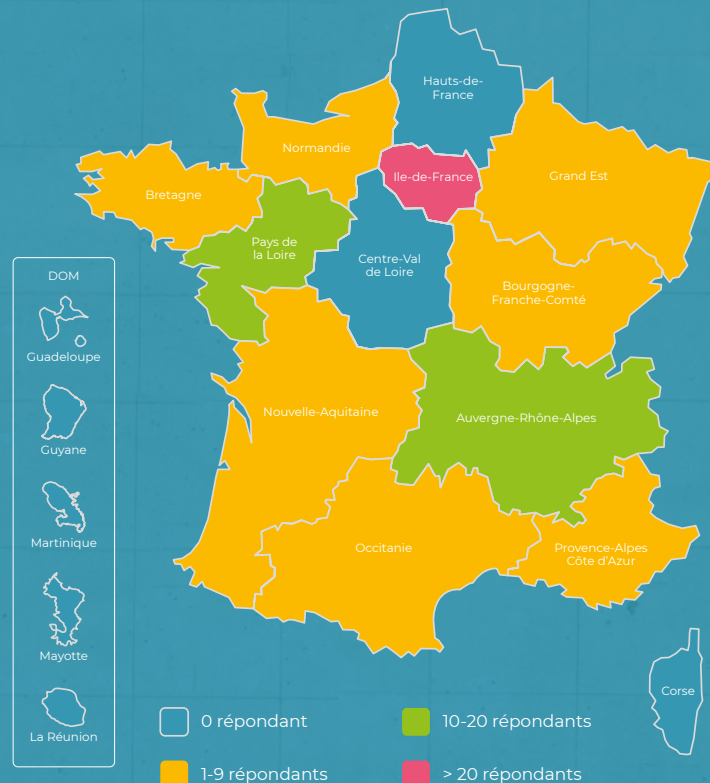 Hauts-de-
France
Normandie
Ile-de-France
Grand Est
Bretagne
Pays de
la Loire
Centre-Val
de Loire
Bourgogne-
Franche-Comté
Nouvelle-Aquitaine
Auvergne-Rhône-Alpes
Occitanie
Provence-Alpes
Côte d'Azur
Corse
DOM
Guadeloupe
Guyane
Martinique
Mayotte
La Réunion
0 répondant
10-20 répondants
1-9 répondants
> 20 répondants